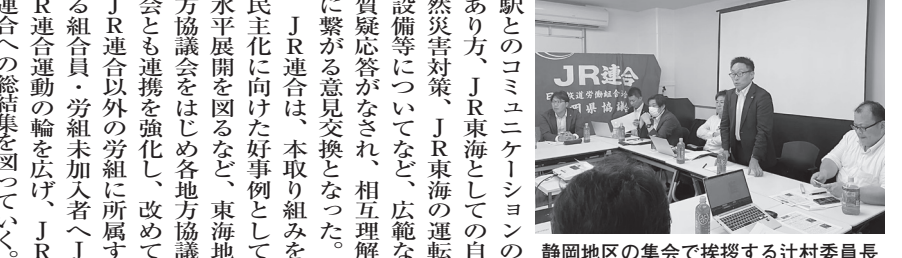 駅とのコミュニケーションの
あり方、JR東海としての自
然災害対策、JR東海の運転
設備等についてなど、広範な
質疑応答がなされ、相互理解
に繋がる意見交換となった。
JR連合は、本取り組みを
民主化に向けた好事例として
水平展開を図るなど、東海地
方協議会をはじめ各地方協議
会とも連携を強化し、改めて
JR連合以外の労組に所属す
る組合員・労組未加入者へJ
R連合運動の輪を広げ、JR
連合への総結集を図っていく。
JR連合
岡県協議
静岡地区の集会で挨拶する辻村委員長